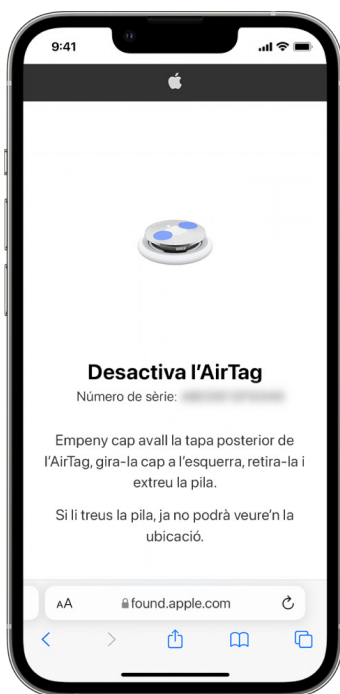 9:41
Desactiva l'AirTag
Número de sèrie:
Empeny cap avall la tapa posterior de
l'AirTag, gira-la cap a l'esquerra, retira-la i
extreu la pila.
Si li treus la pila, ja no podrà veure'n la
ubicació.
AA
found.apple.com